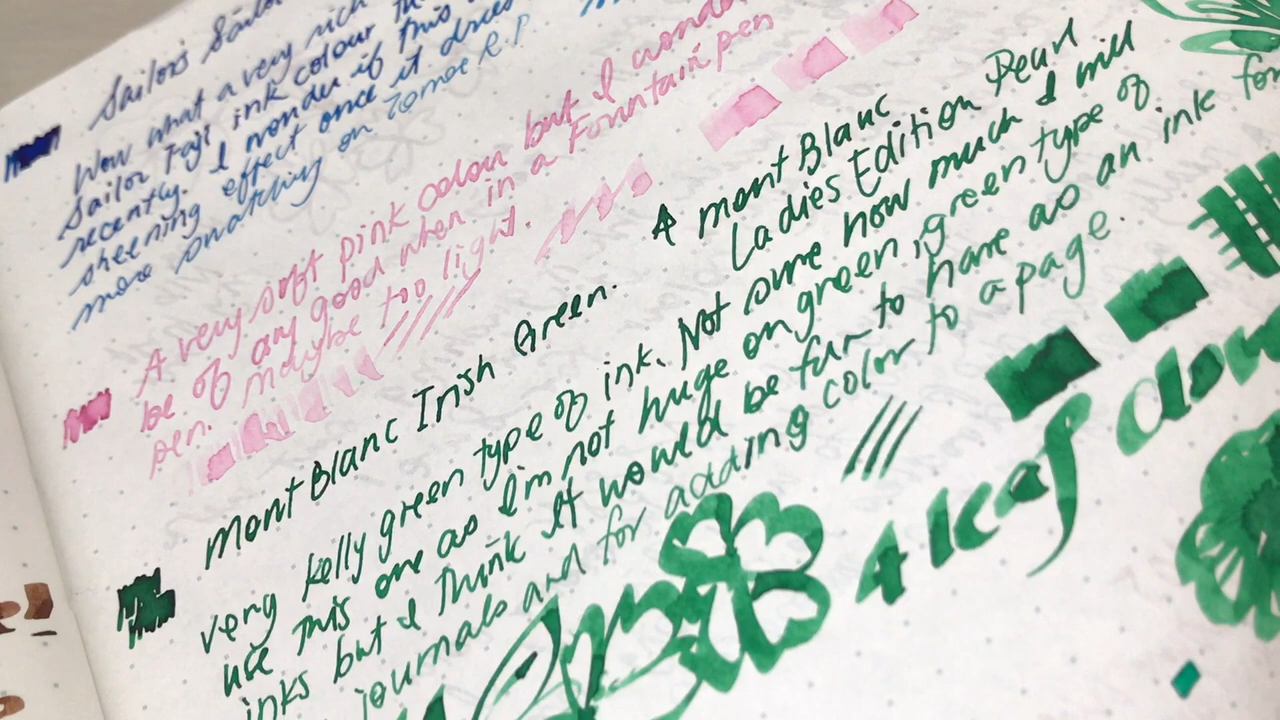 Sailors
Wow what a very rich
Sailor Fuji ink colour
recently. I wonder if this
sheening effect once it dries
more swatching on Tomoe R.P
A very soft pink colour but I
be of any good when in a Fountain pen
pen. maybe too light.
A mont Blanc
Ladies Edition Pearl
Mont Blanc Irish Green.
very kelly green type of ink. Not sure how much I will
use this one as I'm not huge on green, green type of
inks but I think It would be fun to have as an ink for
journals and for adding color to a page.
4 leaf